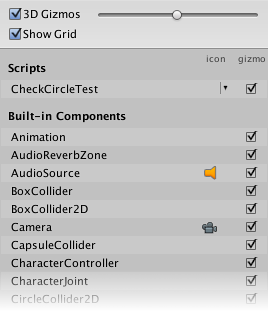 3D Gizmos
Show Grid
icon gizmo
Scripts
CheckCircleTest
Built-in Components
Animation
AudioReverbZone
AudioSource
BoxCollider
BoxCollider2D
Camera
CapsuleCollider
CharacterController
CharacterJoint
CircleCollider2D